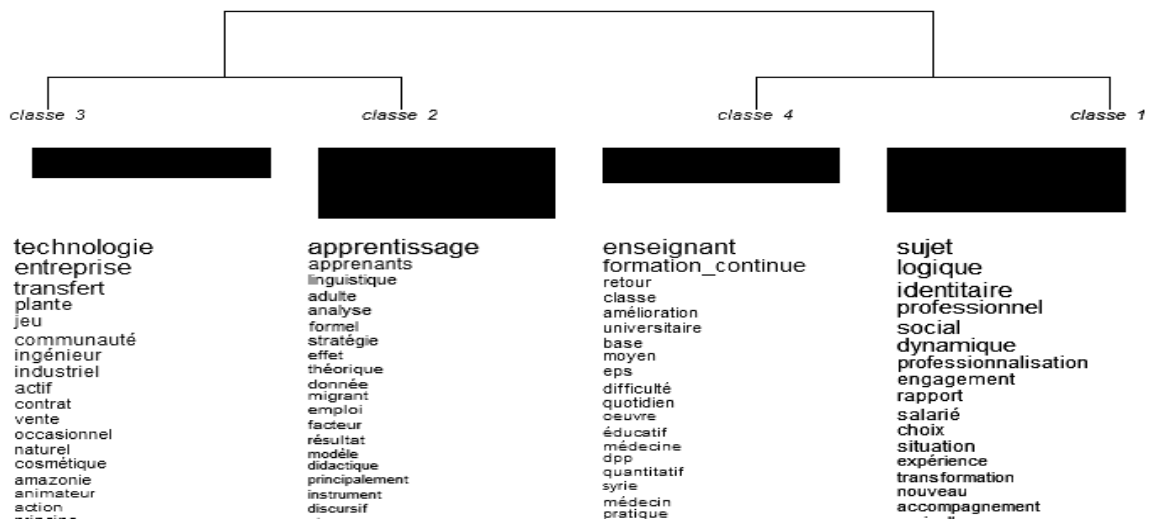 classe 3
classe 2
classe 4
classe 1
technologie
entreprise
transfert
plante
jeu
communauté
ingénieur
industriel
actif
contrat
vente
occasionnel
naturel
cosmétique
amazonie
animateur
action
apprentissage
apprenants
linguistique
adulte
analyse
formel
stratégie
effet
théorique
donnée
migrant
emploi
facteur
résultat
modèle
didactique
principalement
instrument
discursif
enseignant
formation_continue
retour
classe
amélioration
universitaire
base
moyen
eps
difficulté
quotidien
oeuvre
éducatif
médecine
dpp
quantitatif
syrie
médecin
pratique
sujet
logique
identitaire
professionnel
social
dynamique
professionnalisation
engagement
rapport
salarié
choix
situation
expérience
transformation
nouveau
accompagnement